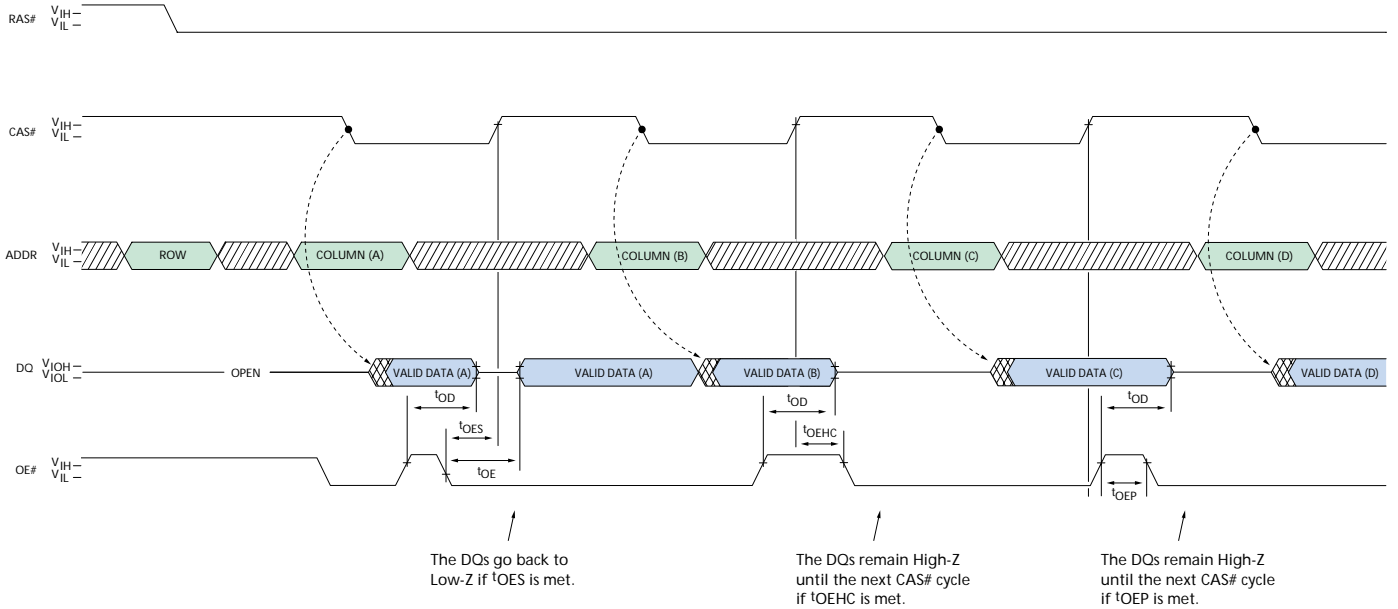 RAS# VIH VIL
CAS# VIH VIL
ADDR VIH VIL
ROW COLUMN (A) COLUMN (B) COLUMN (C) COLUMN (D)
DQ VIOH VIOL
OPEN VALID DATA (A) VALID DATA (A) VALID DATA (B) VALID DATA (C) VALID DATA (D)
tOD tOD tOD
tOES tOEHC
tOE tOEP
OE# VIH VIL
The DQs go back to
Low-Z if tOES is met.
The DQs remain High-Z
until the next CAS# cycle
if tOEHC is met.
The DQs remain High-Z
until the next CAS# cycle
if tOEP is met.